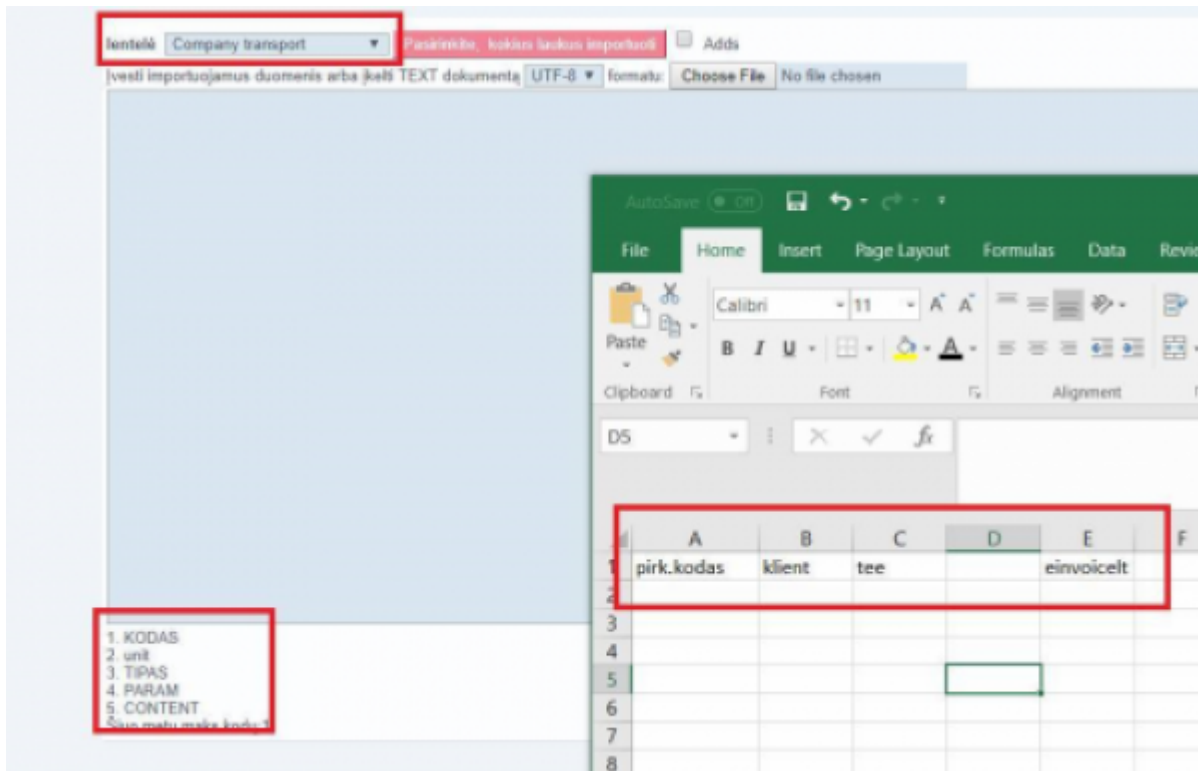 lentelė Company transport Pasirinkite, kokius laukus importuoti Adds
Įvesti importuojamus duomenis arba įkelti TEXT dokumentą UTF-8 formatu: Choose File No file chosen
AutoSave Off
File Home Insert Page Layout Formulas Data
Calibri 11 A A
Paste B I U A
Clipboard Font Alignment
D5 fx
A B C D E F
1 pirk.kodas klient tee einvoicelt
2
3
4
5
6
7
8
1. KODAS
2. unit
3. TIPAS
4. PARAM
5. CONTENT